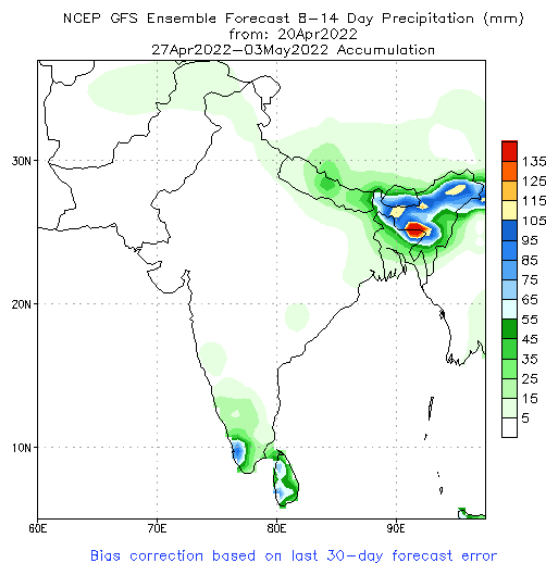 NCEP GFS Ensemble Forecast 8-14 Day Precipitation (mm)
from: 20Apr2022
27Apr2022-03May2022 Accumulation
30N
20N
10N
60E
70E
80E
90E
135
125
115
105
95
85
75
65
55
45
35
25
15
5
Bias correction based on last 30-day forecast error